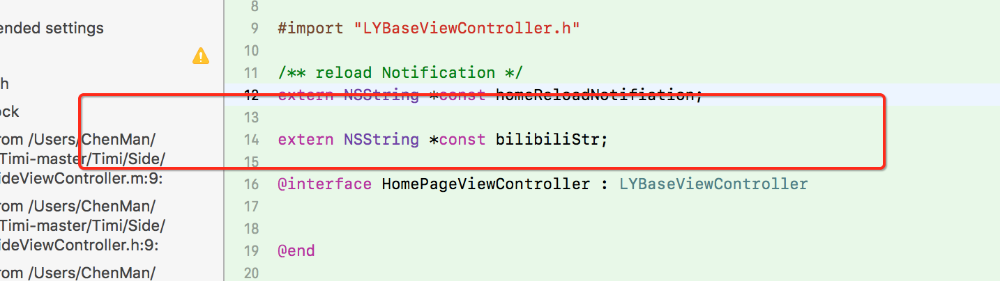 ended settings
h
ock
rom /Users/ChenMan/
Timi-master/Timi/Side/
ideViewController.m:9:
rom /Users/ChenMan/
Timi-master/Timi/Side/
ideViewController.h:9:
rom /Users/ChenMan/
8
9 #import "LYBaseViewController.h"
10
11 /** reload Notification */
12 extern NSString *const homeReloadNotifiation;
13
14 extern NSString *const bilibiliStr;
15
16 @interface HomePageViewController : LYBaseViewController
17
18
19 @end
20